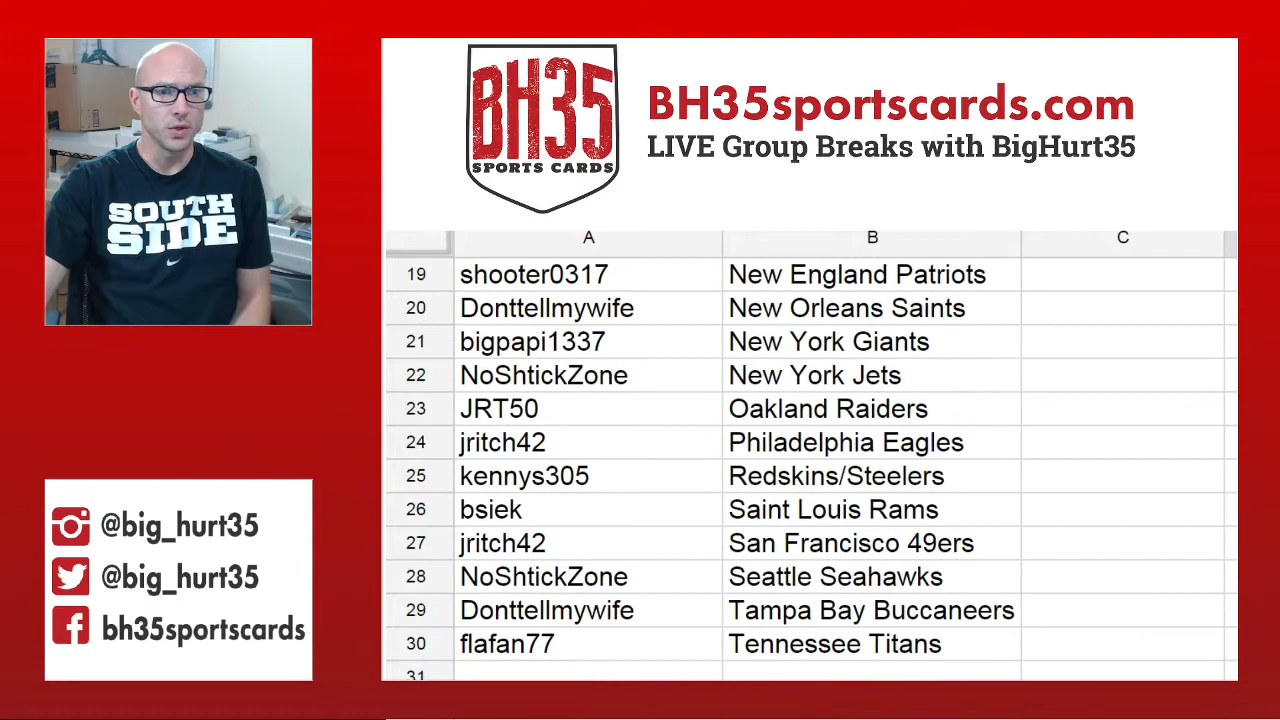 SOUTH
SIDE
BH35
SPORTS CARDS
BH35sportscards.com
LIVE Group Breaks with BigHurt35
A B C
19 shooter0317 New England Patriots
20 Donttellmywife New Orleans Saints
21 bigpapi1337 New York Giants
22 NoShtickZone New York Jets
23 JRT50 Oakland Raiders
24 jritch42 Philadelphia Eagles
25 kennys305 Redskins/Steelers
26 bsiek Saint Louis Rams
27 jritch42 San Francisco 49ers
28 NoShtickZone Seattle Seahawks
29 Donttellmywife Tampa Bay Buccaneers
30 flafan77 Tennessee Titans
31
@big_hurt35
@big_hurt35
bh35sportscards